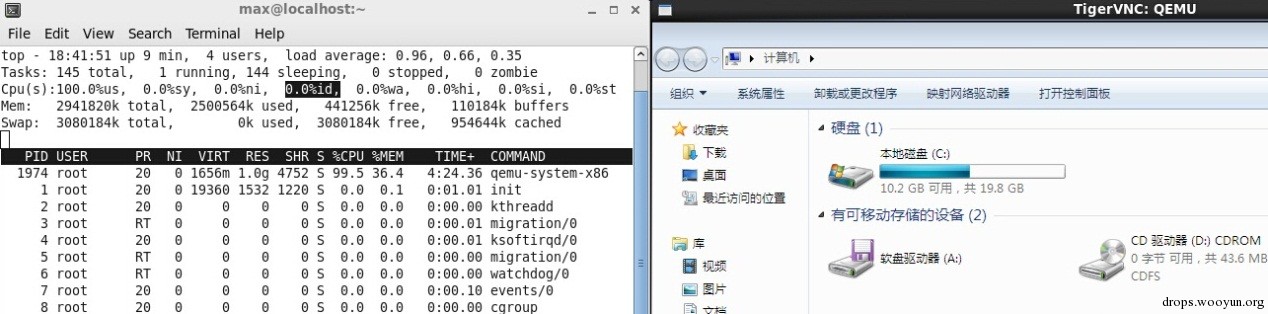 max@localhost:~
File Edit View Search Terminal Help
top - 18:41:51 up 9 min, 4 users, load average: 0.96, 0.66, 0.35
Tasks: 145 total, 1 running, 144 sleeping, 0 stopped, 0 zombie
Cpu(s):100.0%us, 0.0%sy, 0.0%ni, 0.0%id, 0.0%wa, 0.0%hi, 0.0%si, 0.0%st
Mem: 2941820k total, 2500564k used, 441256k free, 110184k buffers
Swap: 3080184k total, 0k used, 3080184k free, 954644k cached
PID USER PR NI VIRT RES SHR S %CPU %MEM TIME+ COMMAND
1974 root 20 0 1656m 1.0g 4752 S 99.5 36.4 4:24.36 qemu-system-x86
1 root 20 0 19360 1532 1220 S 0.0 0.1 0:01.01 init
2 root 20 0 0 0 0 S 0.0 0.0 0:00.00 kthreadd
3 root RT 0 0 0 0 S 0.0 0.0 0:00.01 migration/0
4 root 20 0 0 0 0 S 0.0 0.0 0:00.01 ksoftirqd/0
5 root RT 0 0 0 0 S 0.0 0.0 0:00.00 migration/0
6 root RT 0 0 0 0 S 0.0 0.0 0:00.00 watchdog/0
7 root 20 0 0 0 0 S 0.0 0.0 0:00.10 events/0
8 root 20 0 0 0 0 S 0.0 0.0 0:00.00 cgroup
TigerVNC: QEMU
计算机
组织 系统属性 卸载或更改程序 映射网络驱动器 打开控制面板
收藏夹
下载
桌面
最近访问的位置
库
视频
图片
文档
硬盘 (1)
本地磁盘 (C:)
10.2 GB 可用，共 19.8 GB
有可移动存储的设备 (2)
软盘驱动器 (A:)
CD 驱动器 (D:) CDROM
0 字节 可用，共 43.6 MB
CDFS
drops.wooyun.org